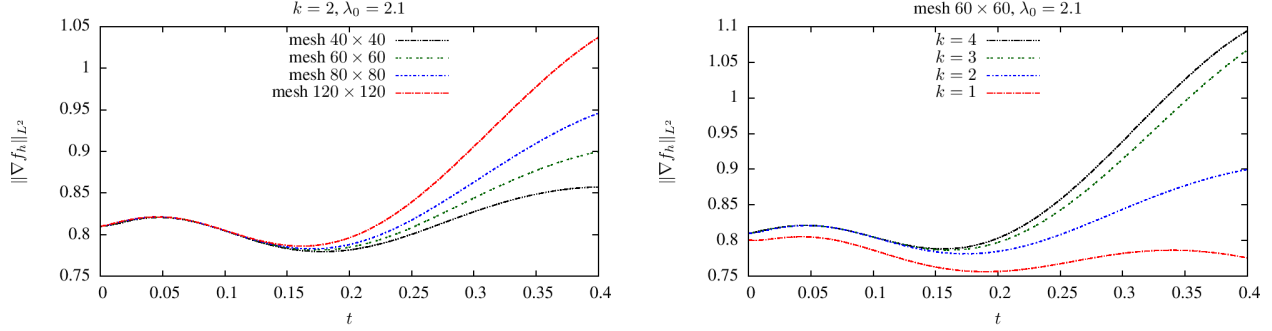 k = 2, λ₀ = 2.1
1.05
1
0.95
0.9
0.85
0.8
0.75
‖∇f_h‖_{L²}
mesh 40 × 40
mesh 60 × 60
mesh 80 × 80
mesh 120 × 120
0 0.05 0.1 0.15 0.2 0.25 0.3 0.35 0.4
t
mesh 60 × 60, λ₀ = 2.1
1.1
1.05
1
0.95
0.9
0.85
0.8
0.75
‖∇f_h‖_{L²}
k = 4
k = 3
k = 2
k = 1
0 0.05 0.1 0.15 0.2 0.25 0.3 0.35 0.4
t